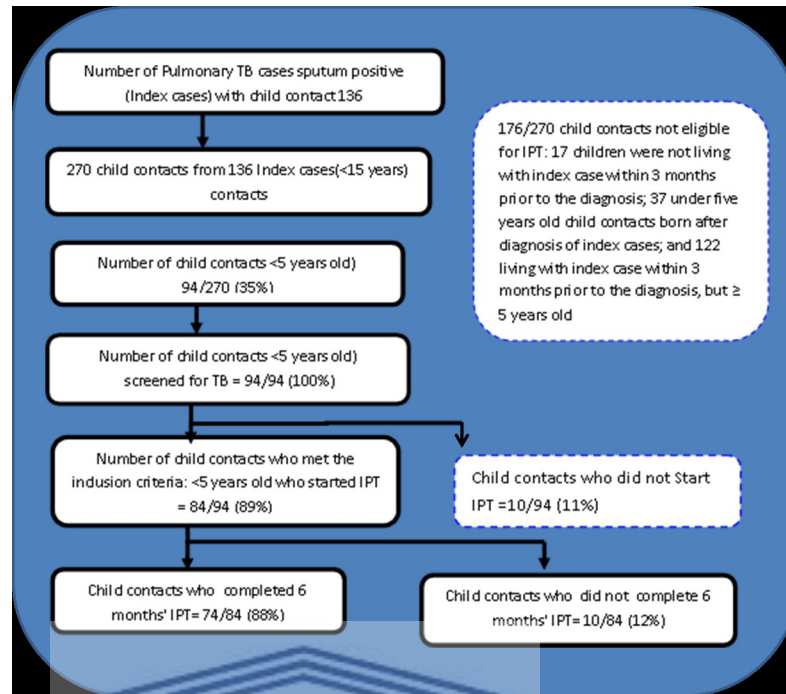 Number of Pulmonary TB cases sputum positive
(Index cases) with child contact 136
270 child contacts from 136 Index cases(<15 years)
contacts
176/270 child contacts not eligible
for IPT: 17 children were not living
with index case within 3 months
prior to the diagnosis; 37 under five
years old child contacts born after
diagnosis of index cases; and 122
living with index case within 3
months prior to the diagnosis, but ≥
5 years old
Number of child contacts <5 years old)
94/270 (35%)
Number of child contacts <5 years old)
screened for TB = 94/94 (100%)
Number of child contacts who met the
inclusion criteria: <5 years old who started IPT
= 84/94 (89%)
Child contacts who did not Start
IPT =10/94 (11%)
Child contacts who completed 6
months' IPT= 74/84 (88%)
Child contacts who did not complete 6
months' IPT= 10/84 (12%)